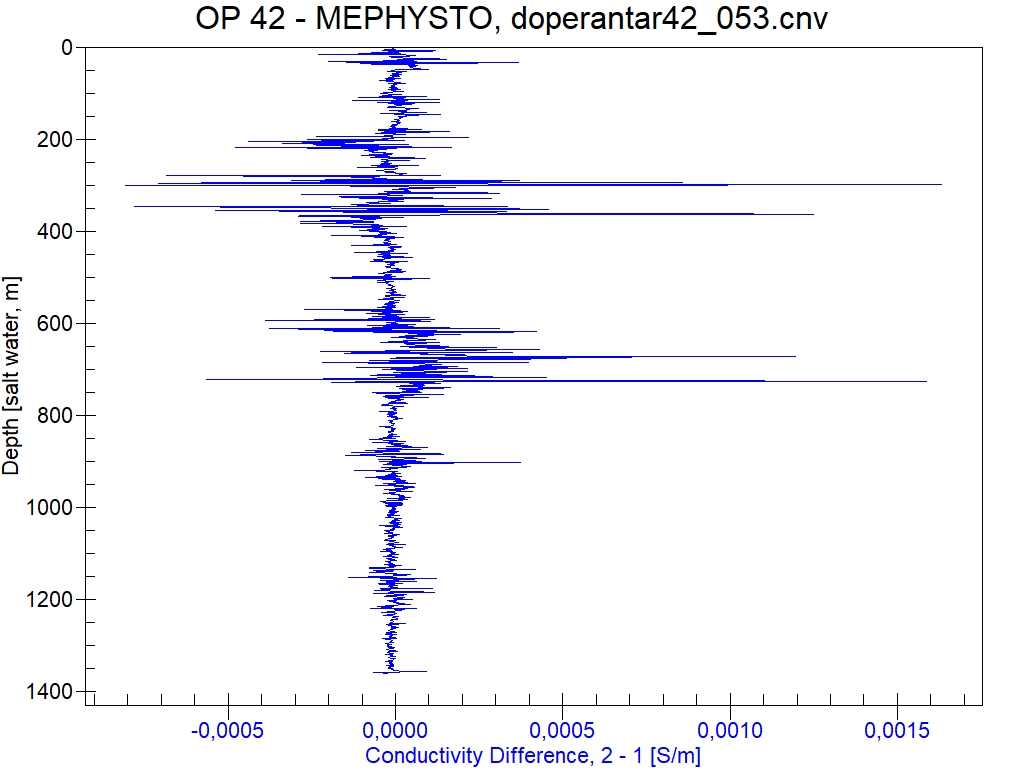 OP 42 - MEPHYSTO, doperantar42_053.cnv
0
200
400
600
800
1000
1200
1400
Depth [salt water, m]
-0,0005 0,0000 0,0005 0,0010 0,0015
Conductivity Difference, 2 - 1 [S/m]